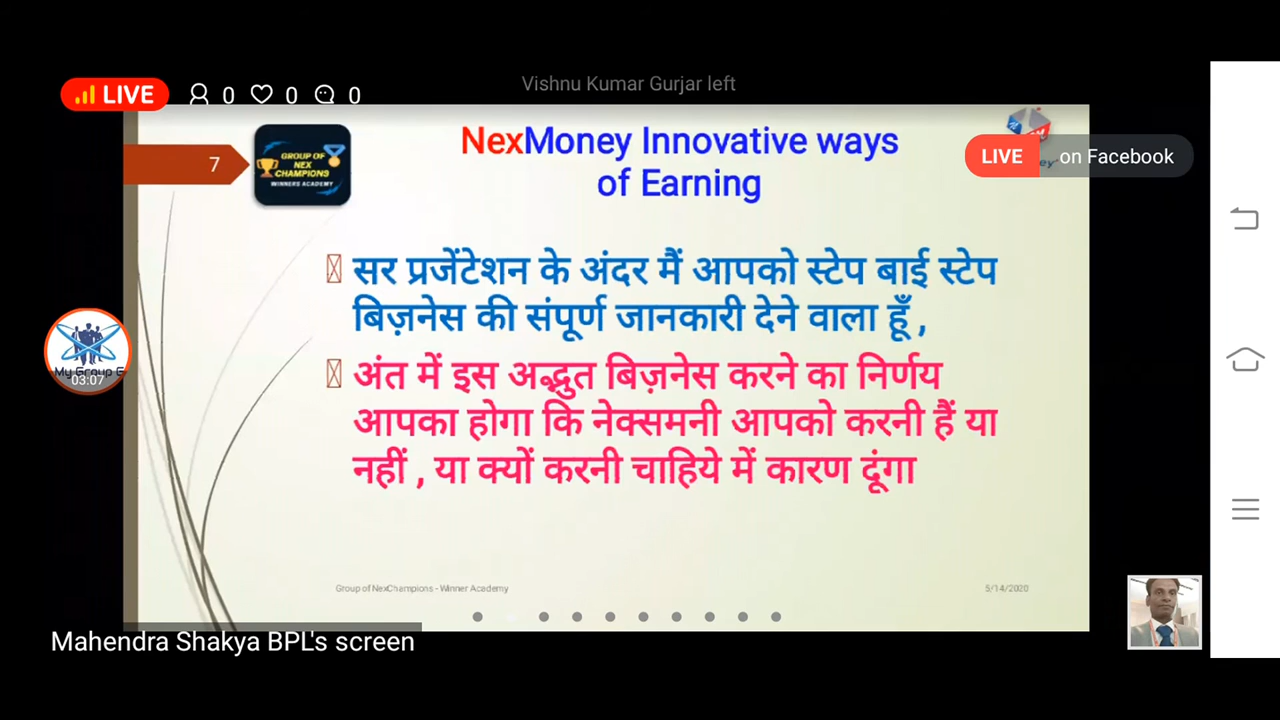 Vishnu Kumar Gurjar left
LIVE 0 0 0
7
GROUP OF
NEX
CHAMPIONS
WINNERS ACADEMY
NexMoney Innovative ways
of Earning
LIVE on Facebook
सर प्रजेंटेशन के अंदर मैं आपको स्टेप बाई स्टेप
बिज़नेस की संपूर्ण जानकारी देने वाला हूँ ,
अंत में इस अद्भुत बिज़नेस करने का निर्णय
आपका होगा कि नेक्समनी आपको करनी हैं या
नहीं , या क्यों करनी चाहिये में कारण दूंगा
My Group
03:07
Group of NexChampions - Winner Academy
5/14/2020
Mahendra Shakya BPL's screen